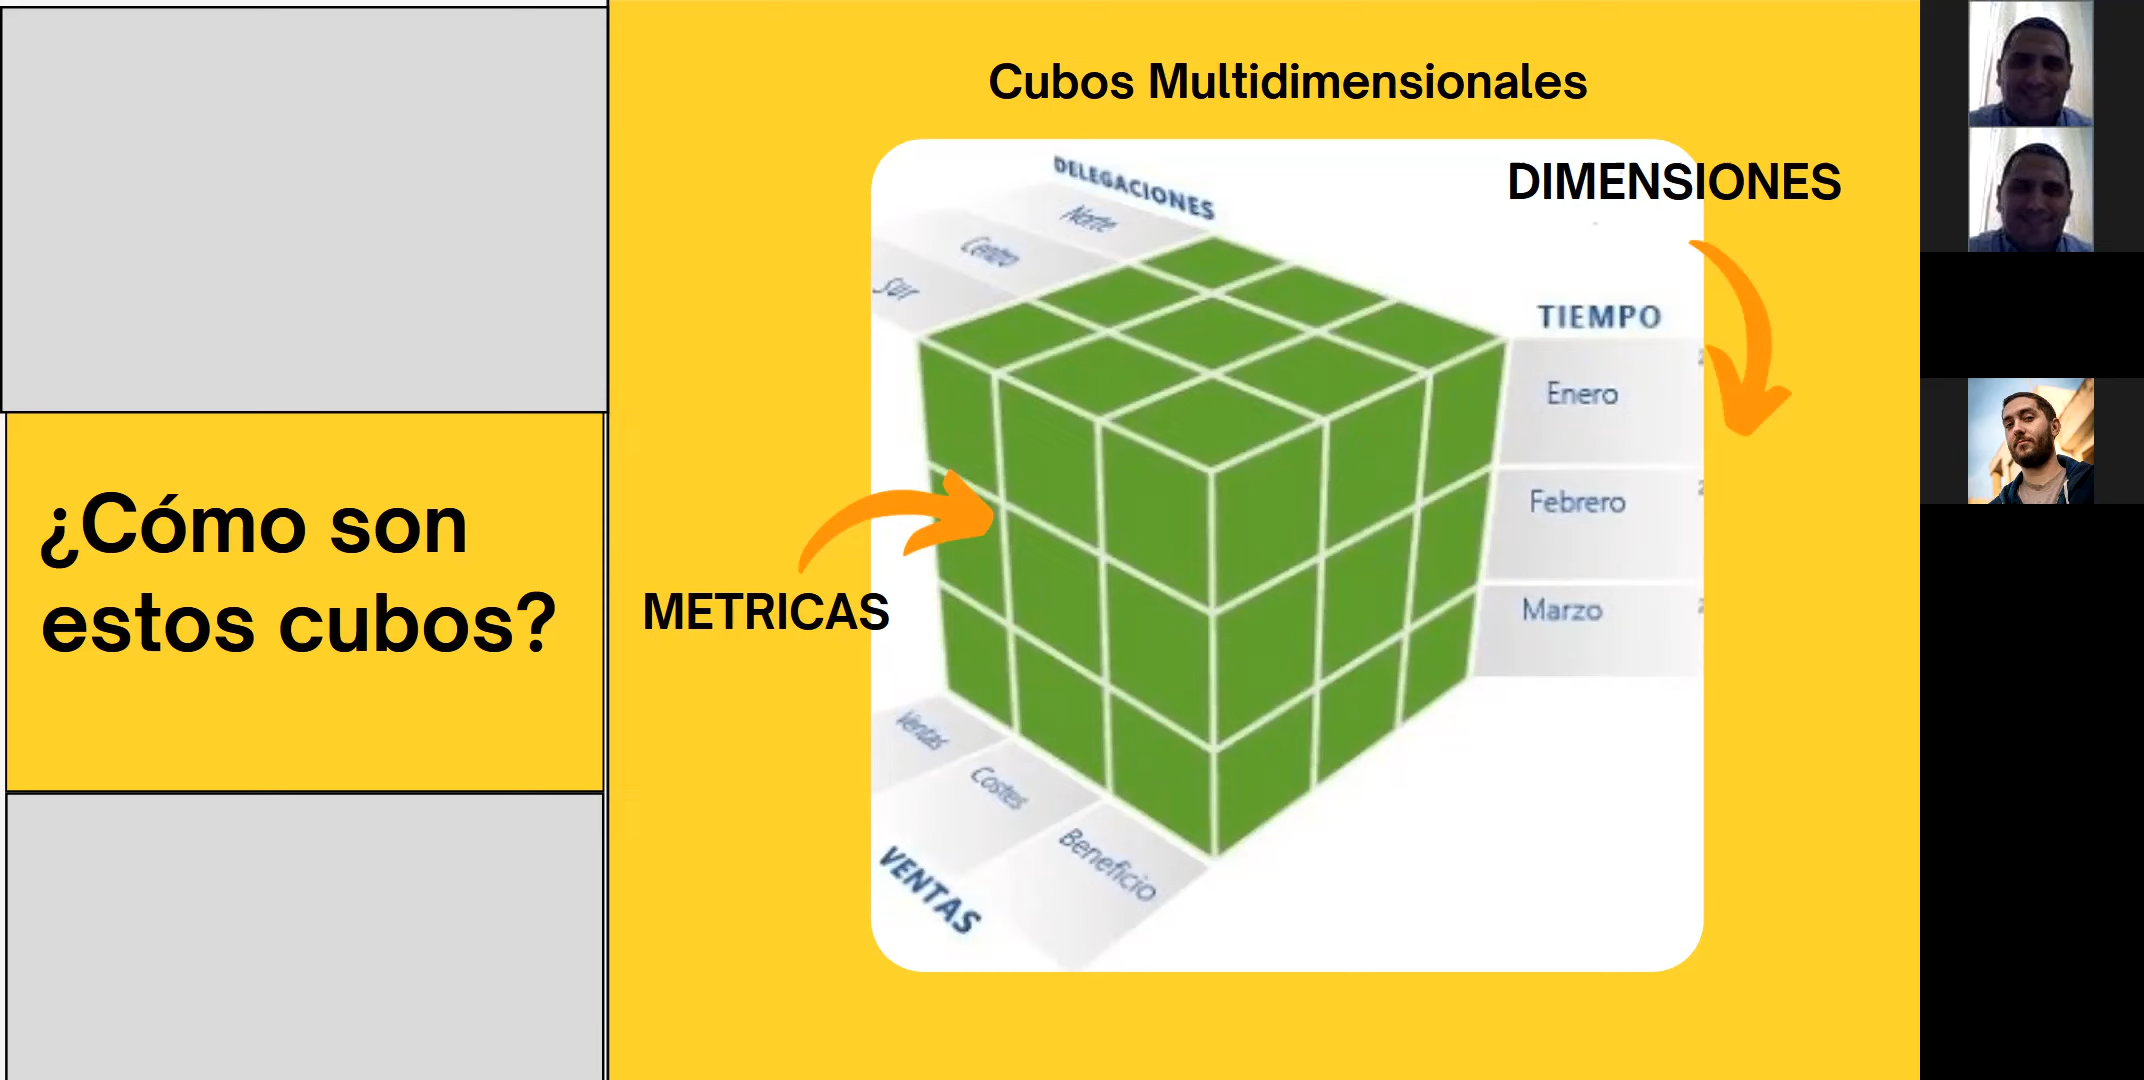 ¿Cómo son
estos cubos?
Cubos Multidimensionales
DIMENSIONES
METRICAS
DELEGACIONES
Norte
Centro
Sur
TIEMPO
Enero
Febrero
Marzo
Ventas
Costes
Beneficio
VENTAS